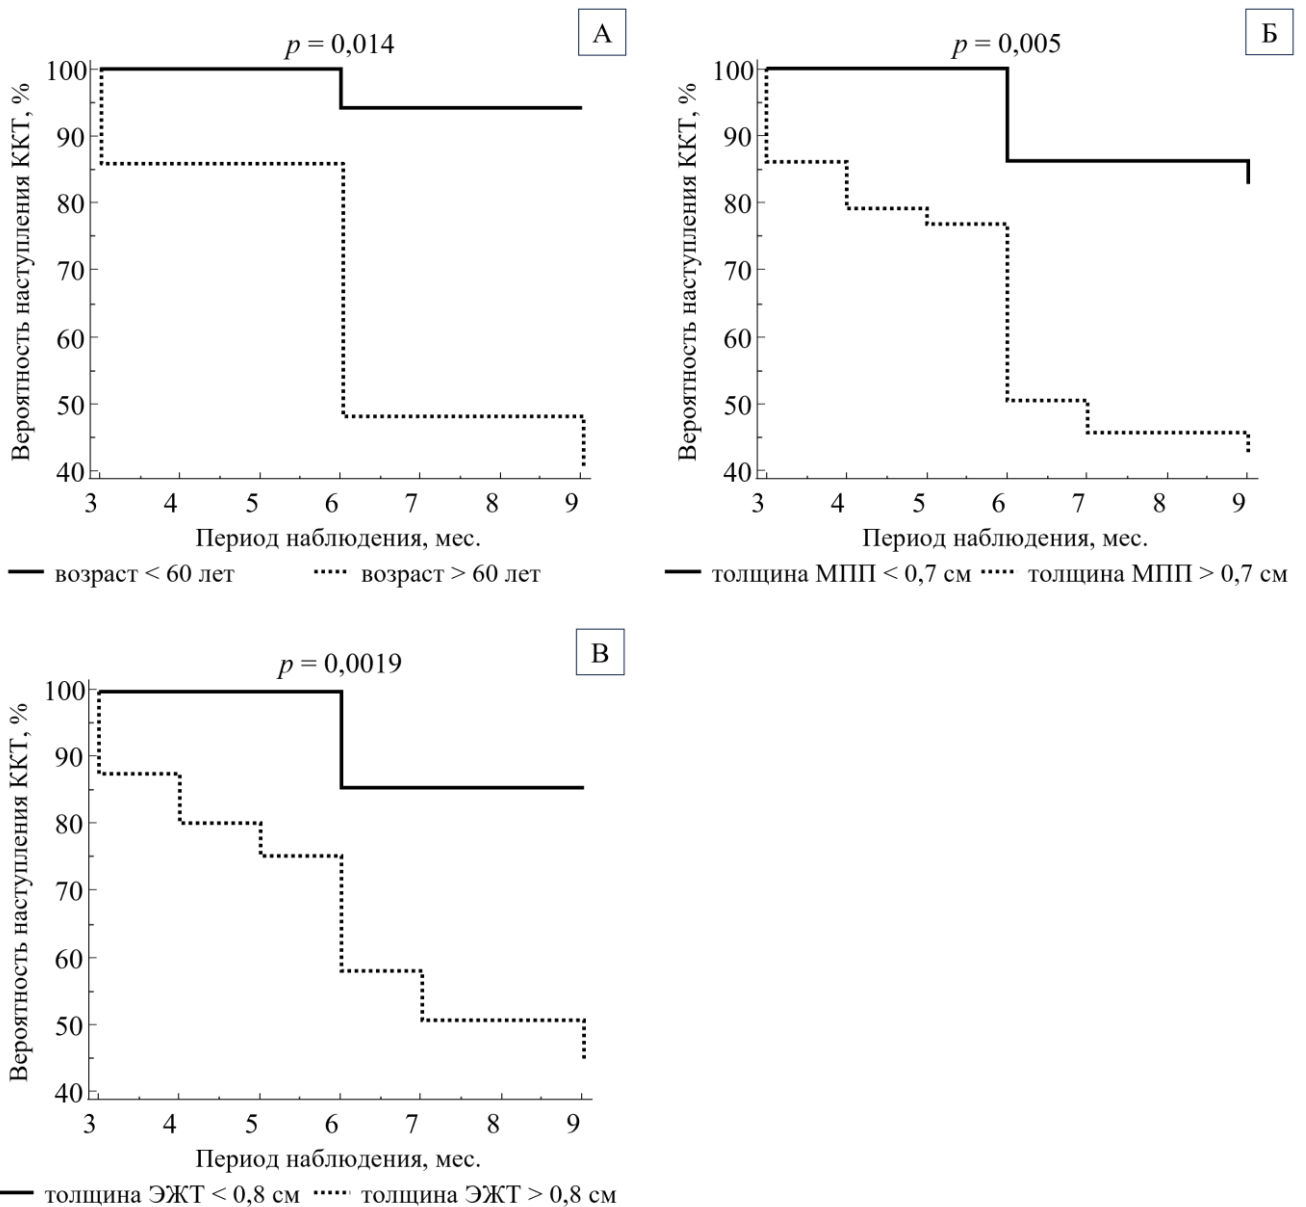 А
p = 0,014
Вероятность наступления ККТ, %
100
90
80
70
60
50
40
3 4 5 6 7 8 9
Период наблюдения, мес.
возраст < 60 лет возраст > 60 лет
Б
p = 0,005
Вероятность наступления ККТ, %
100
90
80
70
60
50
40
3 4 5 6 7 8 9
Период наблюдения, мес.
толщина МПП < 0,7 см толщина МПП > 0,7 см
В
p = 0,0019
Вероятность наступления ККТ, %
100
90
80
70
60
50
40
3 4 5 6 7 8 9
Период наблюдения, мес.
толщина ЭЖТ < 0,8 см толщина ЭЖТ > 0,8 см